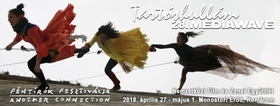 Tartóshullám
28. MEDIAWAVE
FÉNYÍRÓK FESZTIVÁLJA
ANOTHER CONNECTION
Nemzetközi Film és Zenei Együttlét
2018. április 27 - május 1. Monostori Erőd, Komárom